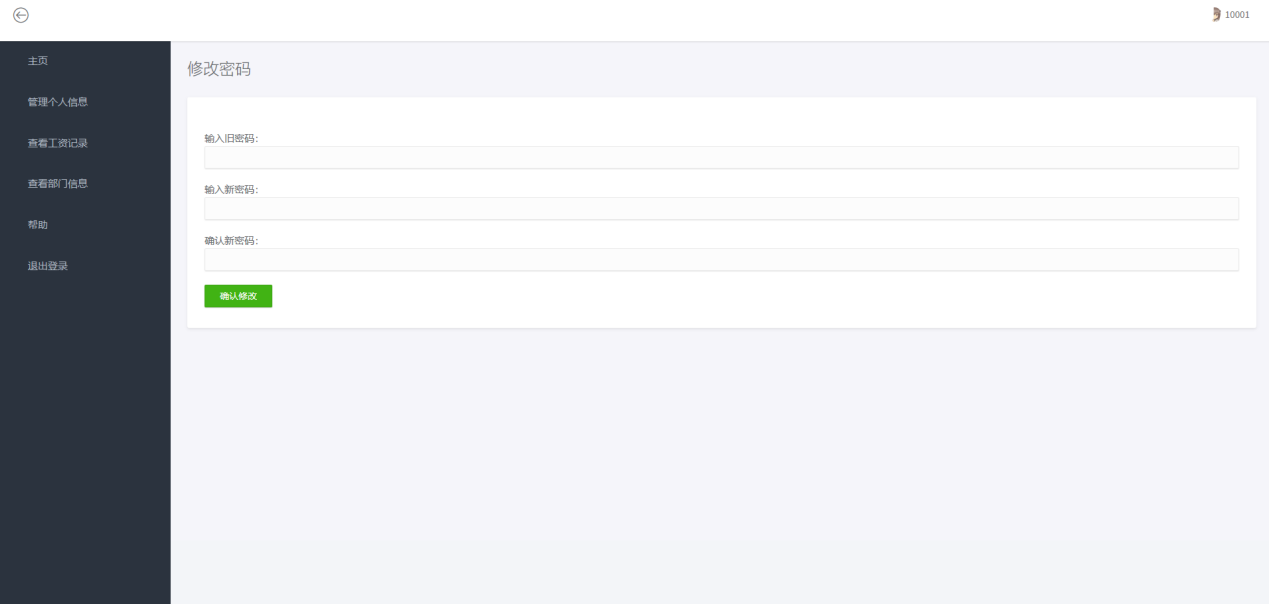 10001
主页
管理个人信息
查看工资记录
查看部门信息
帮助
退出登录
修改密码
输入旧密码:
输入新密码:
确认新密码:
确认修改